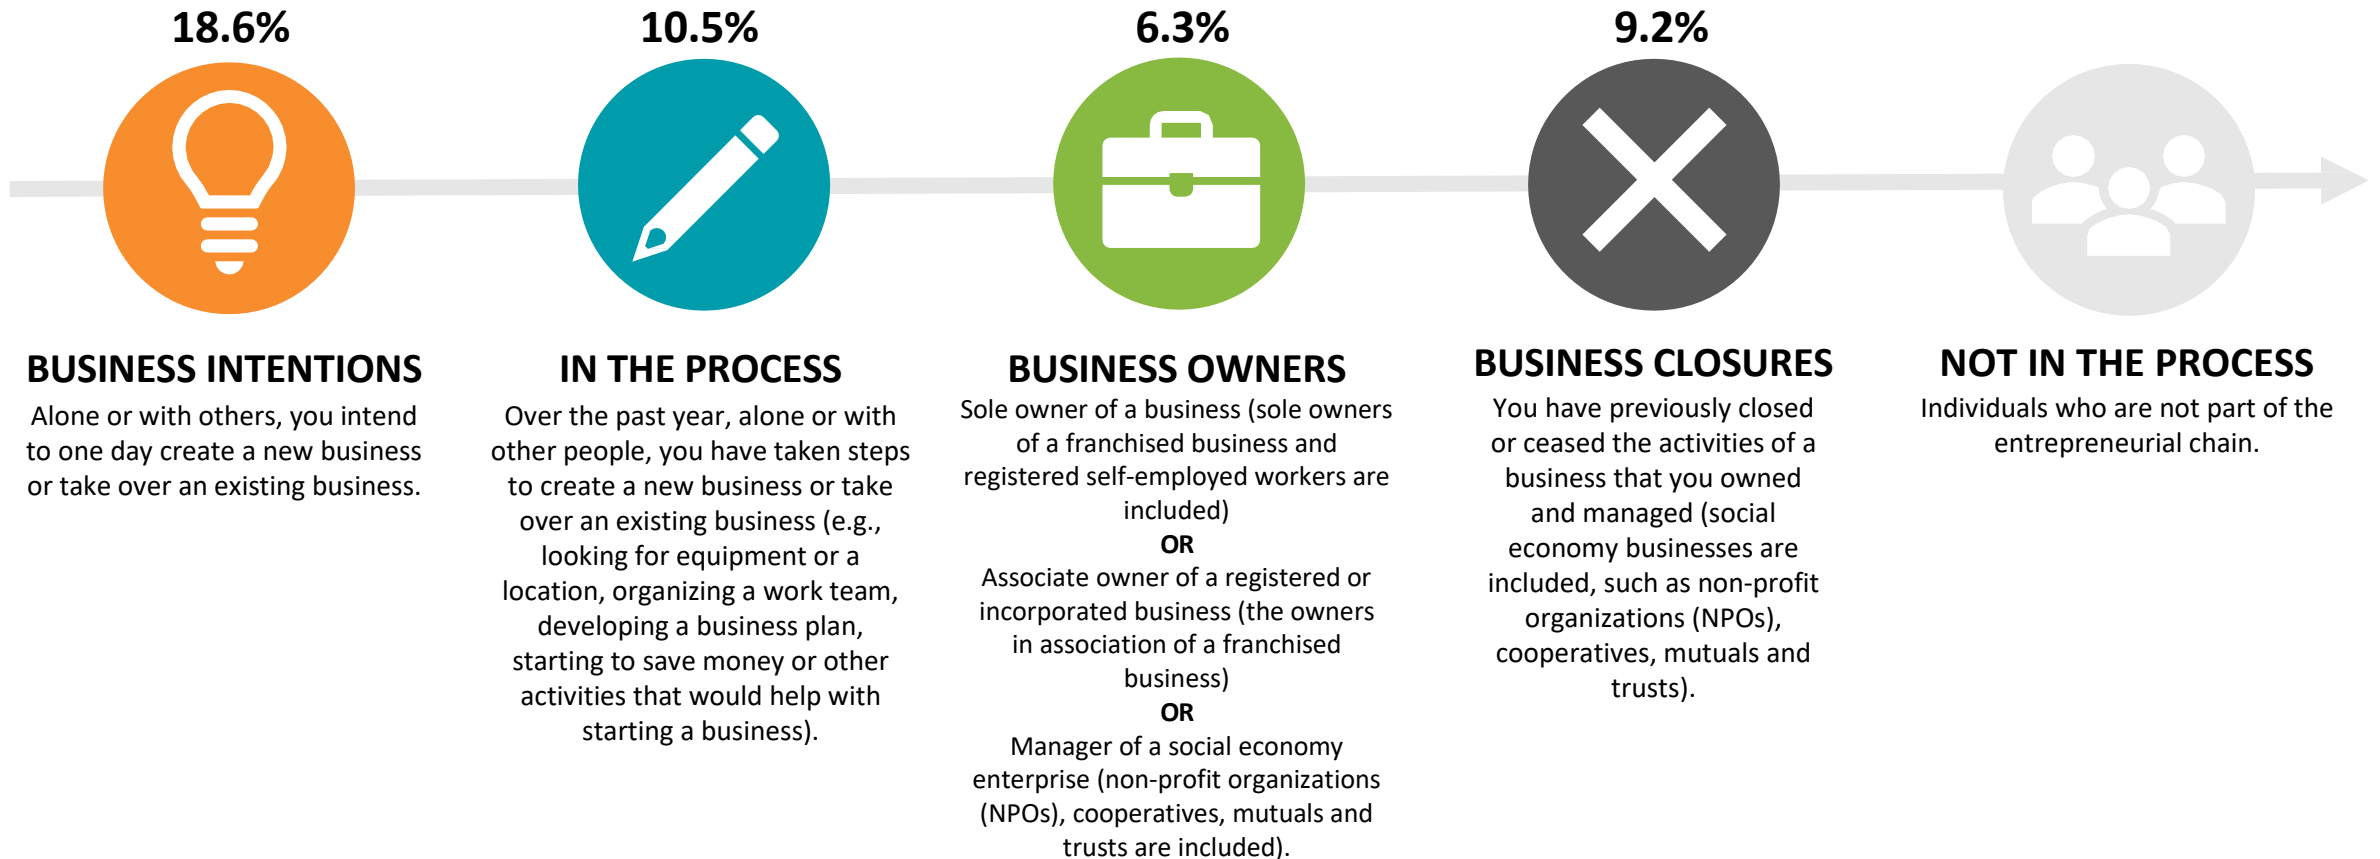 18.6%
BUSINESS INTENTIONS
Alone or with others, you intend
to one day create a new business
or take over an existing business.
10.5%
IN THE PROCESS
Over the past year, alone or with
other people, you have taken steps
to create a new business or take
over an existing business (e.g.,
looking for equipment or a
location, organizing a work team,
developing a business plan,
starting to save money or other
activities that would help with
starting a business).
6.3%
BUSINESS OWNERS
Sole owner of a business (sole owners
of a franchised business and
registered self-employed workers are
included)
OR
Associate owner of a registered or
incorporated business (the owners
in association of a franchised
business)
OR
Manager of a social economy
enterprise (non-profit organizations
(NPOs), cooperatives, mutuals and
trusts are included).
9.2%
BUSINESS CLOSURES
You have previously closed
or ceased the activities of a
business that you owned
and managed (social
economy businesses are
included, such as non-profit
organizations (NPOs),
cooperatives, mutuals and
trusts).
NOT IN THE PROCESS
Individuals who are not part of the
entrepreneurial chain.